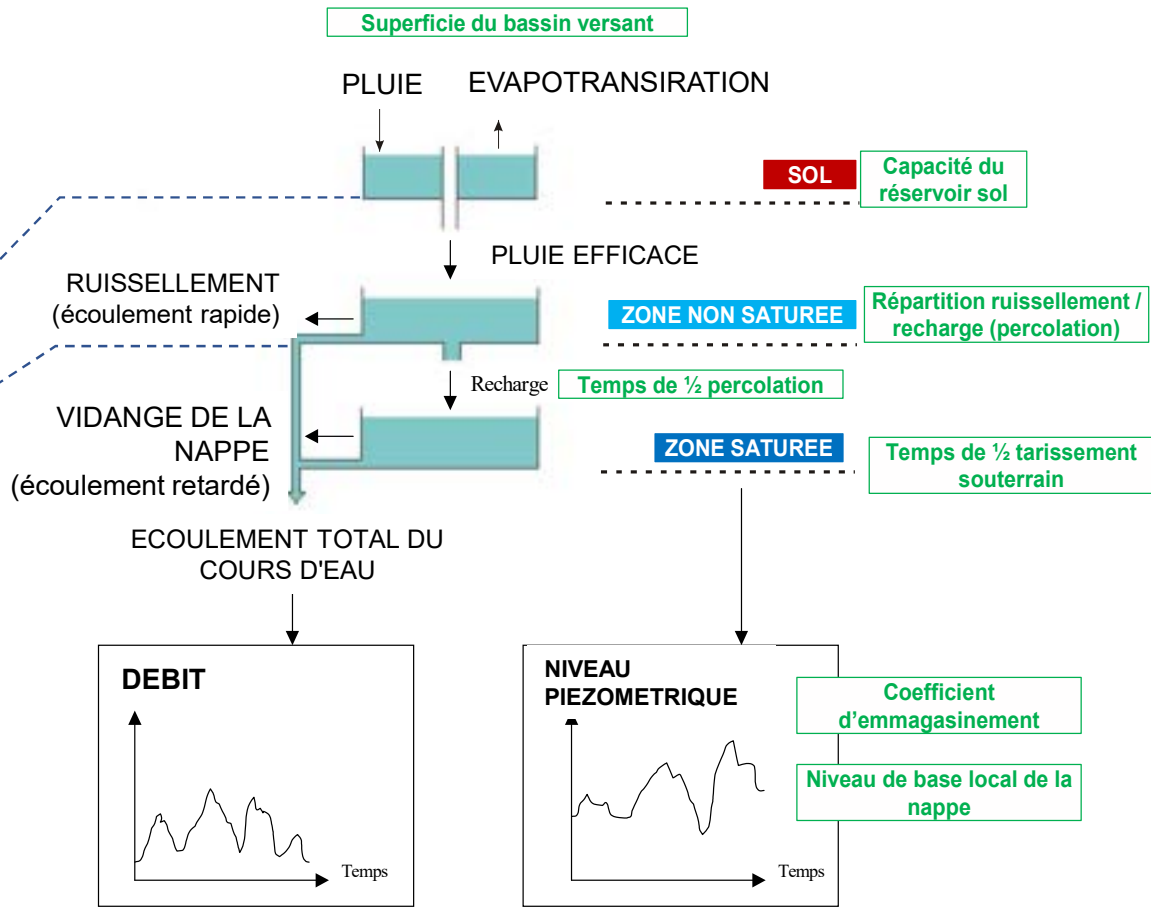 Superficie du bassin versant
PLUIE
EVAPOTRANSIRATION
SOL
Capacité du
réservoir sol
PLUIE EFFICACE
RUISSELLEMENT
(écoulement rapide)
ZONE NON SATUREE
Répartition ruissellement /
recharge (percolation)
Recharge
Temps de ½ percolation
VIDANGE DE LA
NAPPE
(écoulement retardé)
ZONE SATUREE
Temps de ½ tarissement
souterrain
ECOULEMENT TOTAL DU
COURS D'EAU
DEBIT
Temps
NIVEAU
PIEZOMETRIQUE
Temps
Coefficient
d’emmagasinement
Niveau de base local de la
nappe